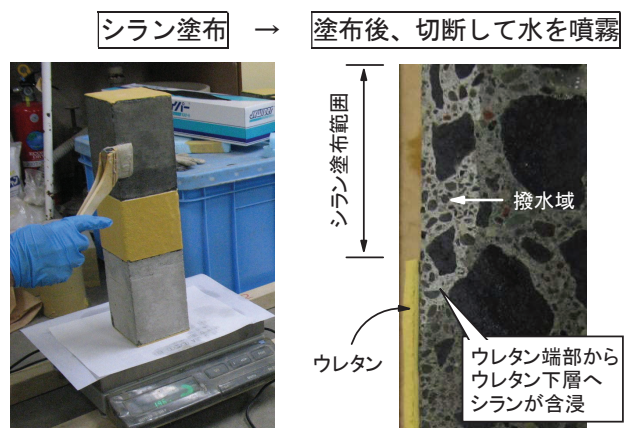 シラン塗布 → 塗布後、切断して水を噴霧
シラン塗布範囲
撥水域
ウレタン
ウレタン端部から
ウレタン下層へ
シランが含浸